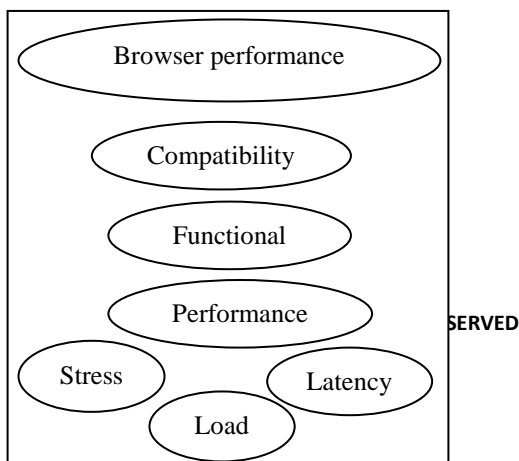 Browser performance
Compatibility
Functional
Performance
SERVED
Stress
Latency
Load